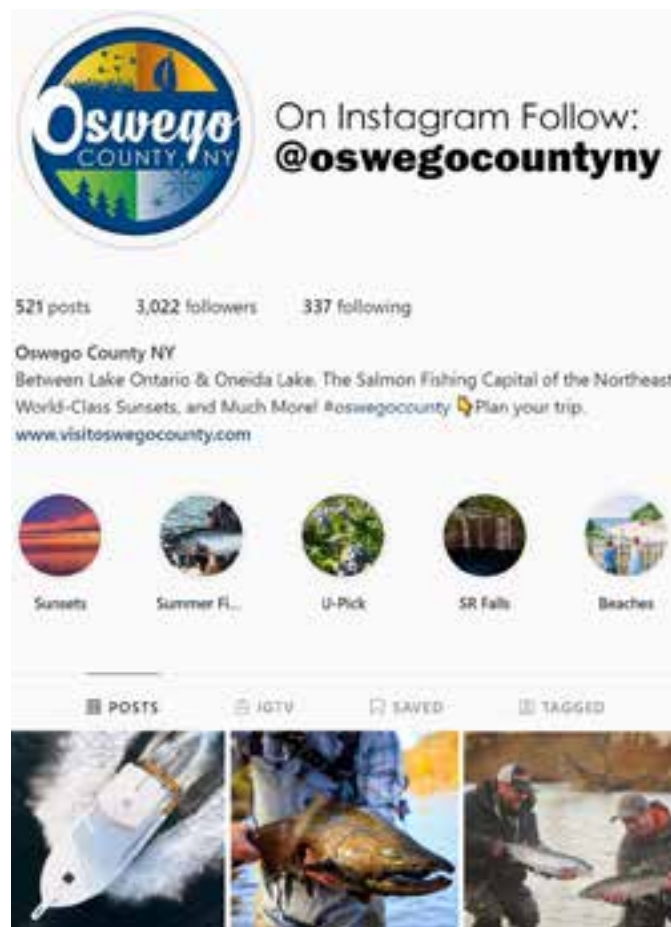 Oswego
COUNTY, NY
On Instagram Follow:
@oswegocountyny
521 posts 3,022 followers 337 following
Oswego County NY
Between Lake Ontario & Oneida Lake. The Salmon Fishing Capital of the Northeast
World-Class Sunsets, and Much More! #oswegocounty 👇Plan your trip.
www.visitoswegocounty.com
Sunsets Summer Fi... U-Pick SR Falls Beaches
POSTS IGTV SAVED TAGGED